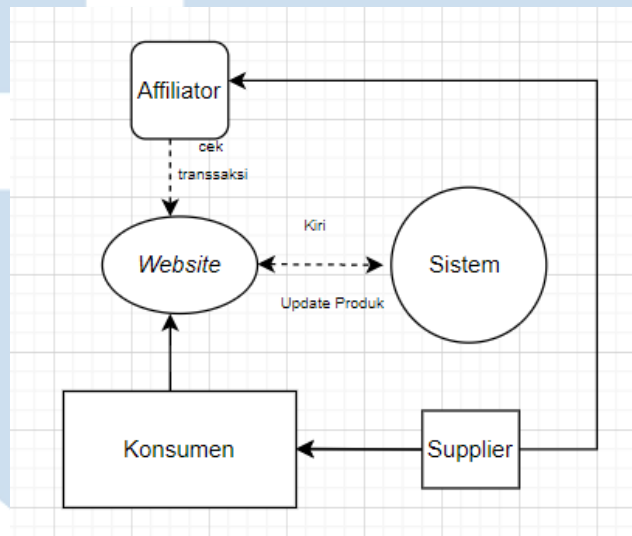 Affiliator
cek
transsaksi
Kiri
Website
Sistem
Update Produk
Konsumen
Supplier